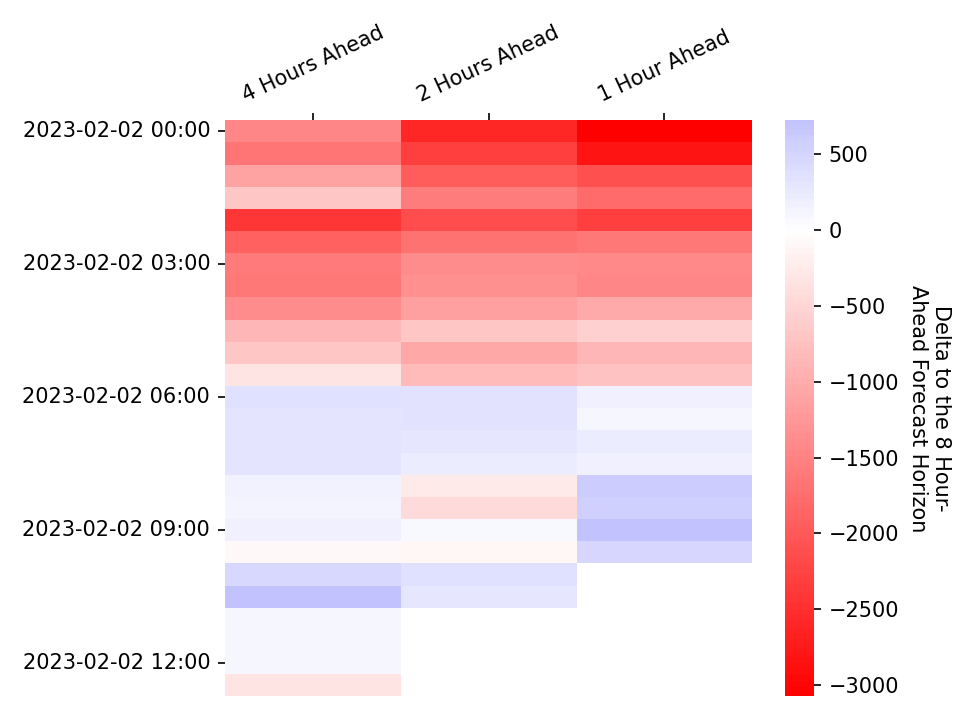 4 Hours Ahead
2 Hours Ahead
1 Hour Ahead
2023-02-02 00:00
2023-02-02 03:00
2023-02-02 06:00
2023-02-02 09:00
2023-02-02 12:00
500
0
−500
−1000
−1500
−2000
−2500
−3000
Delta to the 8 Hour-
Ahead Forecast Horizon